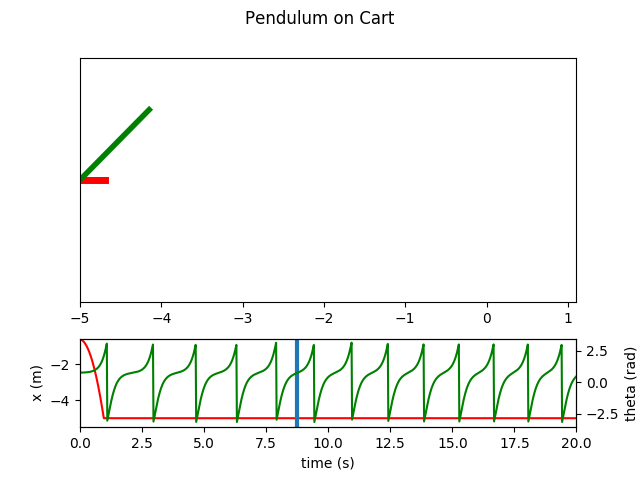 Pendulum on Cart
−5 −4 −3 −2 −1 0 1
x (m)
−2
−4
2.5
0.0
−2.5
theta (rad)
0.0 2.5 5.0 7.5 10.0 12.5 15.0 17.5 20.0
time (s)